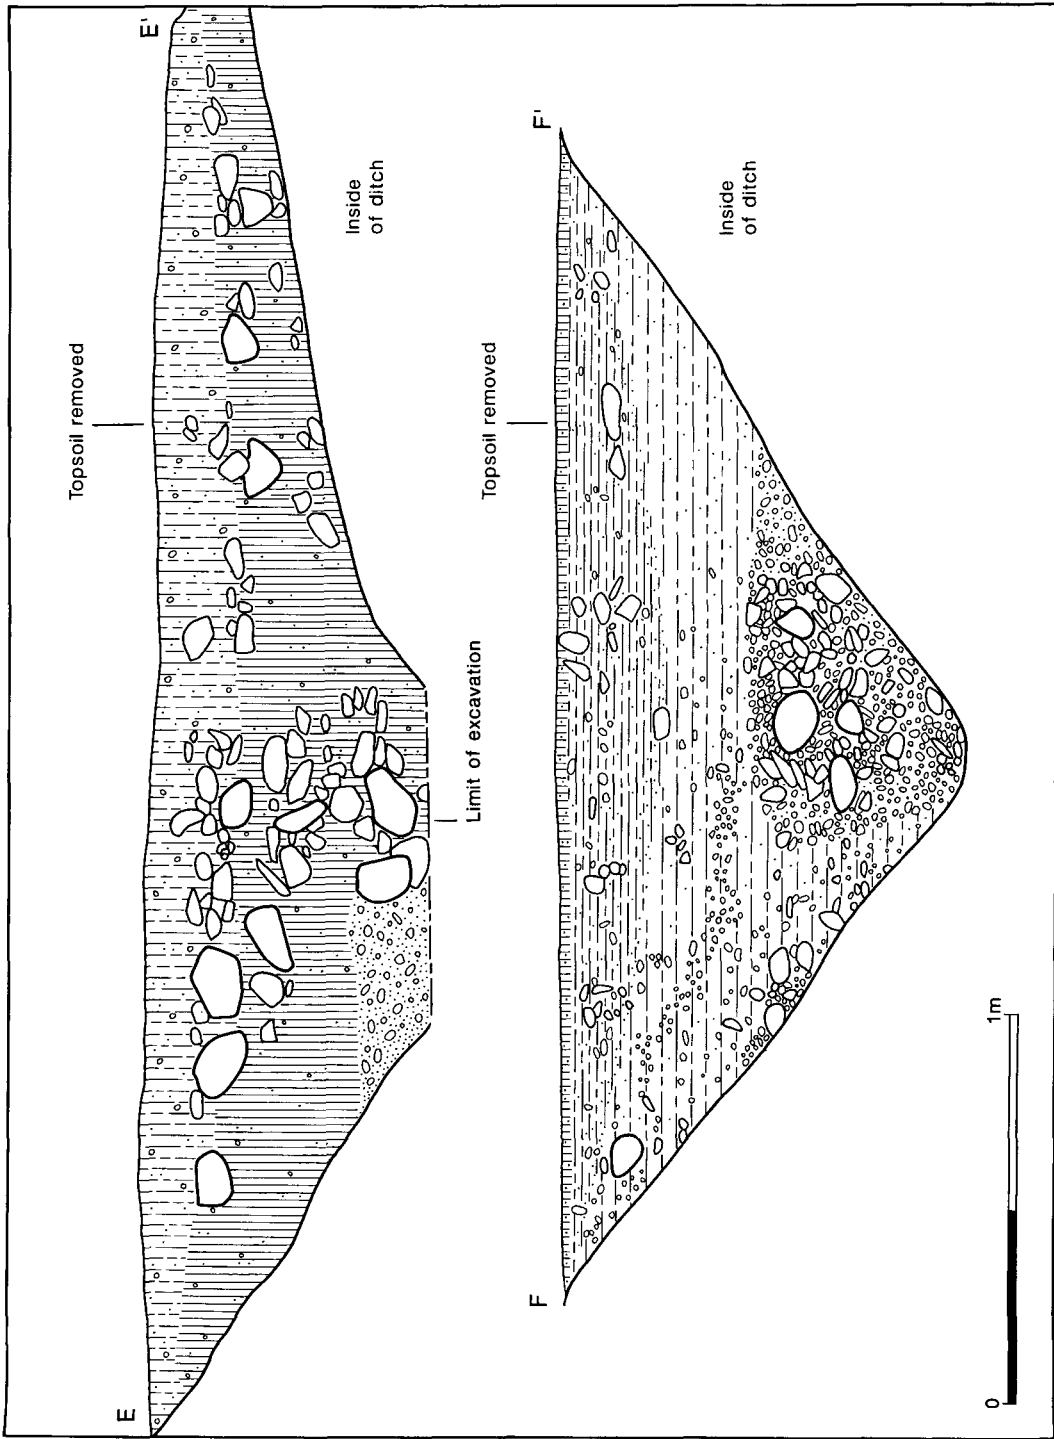 E
E'
Topsoil removed
Inside
of ditch
Limit of excavation
F
F'
Topsoil removed
Inside
of ditch
0
1m